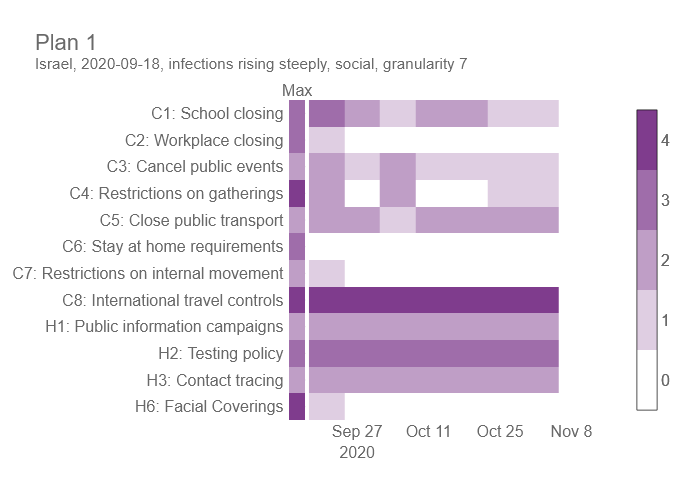 Plan 1
Israel, 2020-09-18, infections rising steeply, social, granularity 7
Max
C1: School closing
C2: Workplace closing
C3: Cancel public events
C4: Restrictions on gatherings
C5: Close public transport
C6: Stay at home requirements
C7: Restrictions on internal movement
C8: International travel controls
H1: Public information campaigns
H2: Testing policy
H3: Contact tracing
H6: Facial Coverings
Sep 27 Oct 11 Oct 25 Nov 8
2020
4
3
2
1
0